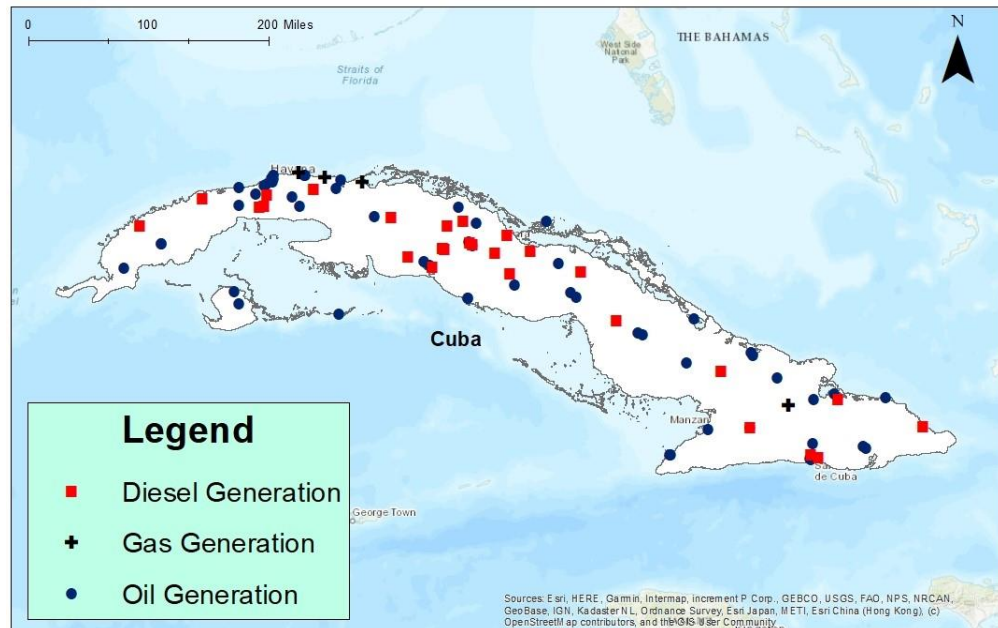 0 100 200 Miles
N
THE BAHAMAS
West Side
National
Park
Straits of
Florida
Cuba
Manzan
de Cuba
George Town
Legend
Diesel Generation
Gas Generation
Oil Generation
Sources: Esri, HERE, Garmin, Intermap, increment P Corp., GEBCO, USGS, FAO, NPS, NRCAN,
GeoBase, IGN, Kadaster NL, Ordnance Survey, Esri Japan, METI, Esri China (Hong Kong), (c)
OpenStreetMap contributors, and the GIS User Community